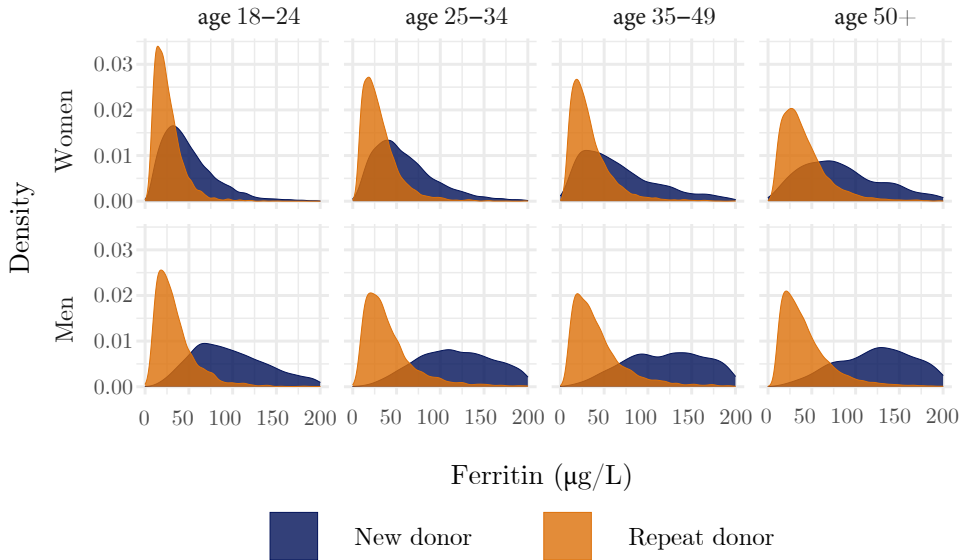 age 18–24 age 25–34 age 35–49 age 50+
Women
0.03
0.02
0.01
0.00
Density
Men
0.03
0.02
0.01
0.00
0 50 100 150 200 0 50 100 150 200 0 50 100 150 200 0 50 100 150 200
Ferritin (μg/L)
New donor Repeat donor